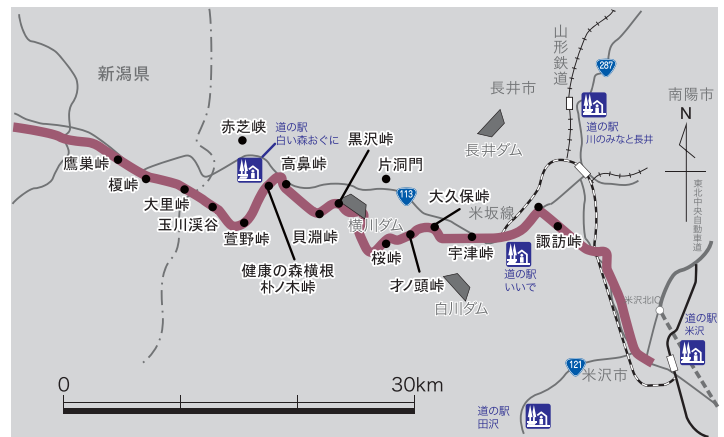 新潟県
山形鉄道
287
長井市
南陽市
N
赤芝峡
道の駅
白い森おぐに
黒沢峠
道の駅
川のみなと長井
長井ダム
鷹巣峠
高鼻峠
片洞門
榎峠
113
大久保峠
東北中央自動車道
大里峠
米坂線
玉川渓谷
横川ダム
萱野峠
貝淵峠
桜峠
宇津峠
諏訪峠
健康の森横根
朴ノ木峠
才ノ頭峠
道の駅
いいで
白川ダム
米沢北IC
道の駅
米沢
0
30km
121
米沢市
道の駅
田沢